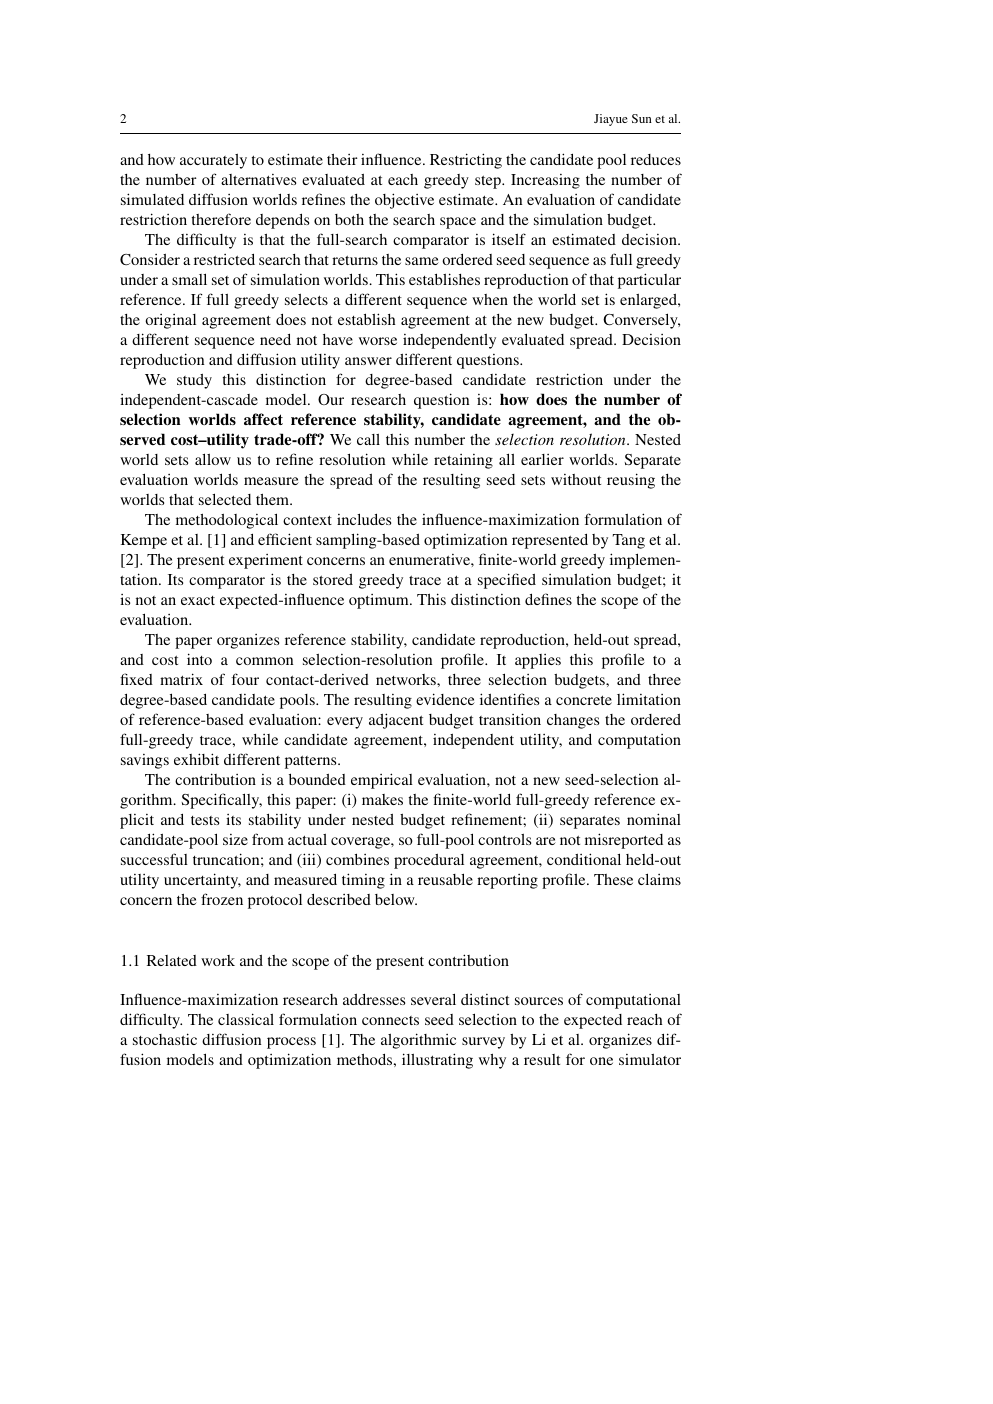 2
Jiayue Sun et al.
and how accurately to estimate their influence. Restricting the candidate pool reduces
the number of alternatives evaluated at each greedy step. Increasing the number of
simulated diffusion worlds refines the objective estimate. An evaluation of candidate
restriction therefore depends on both the search space and the simulation budget.
The difficulty is that the full-search comparator is itself an estimated decision.
Consider a restricted search that returns the same ordered seed sequence as full greedy
under a small set of simulation worlds. This establishes reproduction of that particular
reference. If full greedy selects a different sequence when the world set is enlarged,
the original agreement does not establish agreement at the new budget. Conversely,
a different sequence need not have worse independently evaluated spread. Decision
reproduction and diffusion utility answer different questions.
We study this distinction for degree-based candidate restriction under the
independent-cascade model. Our research question is: how does the number of
selection worlds affect reference stability, candidate agreement, and the ob-
served cost–utility trade-off? We call this number the selection resolution. Nested
world sets allow us to refine resolution while retaining all earlier worlds. Separate
evaluation worlds measure the spread of the resulting seed sets without reusing the
worlds that selected them.
The methodological context includes the influence-maximization formulation of
Kempe et al. [1] and efficient sampling-based optimization represented by Tang et al.
[2]. The present experiment concerns an enumerative, finite-world greedy implemen-
tation. Its comparator is the stored greedy trace at a specified simulation budget; it
is not an exact expected-influence optimum. This distinction defines the scope of the
evaluation.
The paper organizes reference stability, candidate reproduction, held-out spread,
and cost into a common selection-resolution profile. It applies this profile to a
fixed matrix of four contact-derived networks, three selection budgets, and three
degree-based candidate pools. The resulting evidence identifies a concrete limitation
of reference-based evaluation: every adjacent budget transition changes the ordered
full-greedy trace, while candidate agreement, independent utility, and computation
savings exhibit different patterns.
The contribution is a bounded empirical evaluation, not a new seed-selection al-
gorithm. Specifically, this paper: (i) makes the finite-world full-greedy reference ex-
plicit and tests its stability under nested budget refinement; (ii) separates nominal
candidate-pool size from actual coverage, so full-pool controls are not misreported as
successful truncation; and (iii) combines procedural agreement, conditional held-out
utility uncertainty, and measured timing in a reusable reporting profile. These claims
concern the frozen protocol described below.
1.1 Related work and the scope of the present contribution
Influence-maximization research addresses several distinct sources of computational
difficulty. The classical formulation connects seed selection to the expected reach of
a stochastic diffusion process [1]. The algorithmic survey by Li et al. organizes dif-
fusion models and optimization methods, illustrating why a result for one simulator